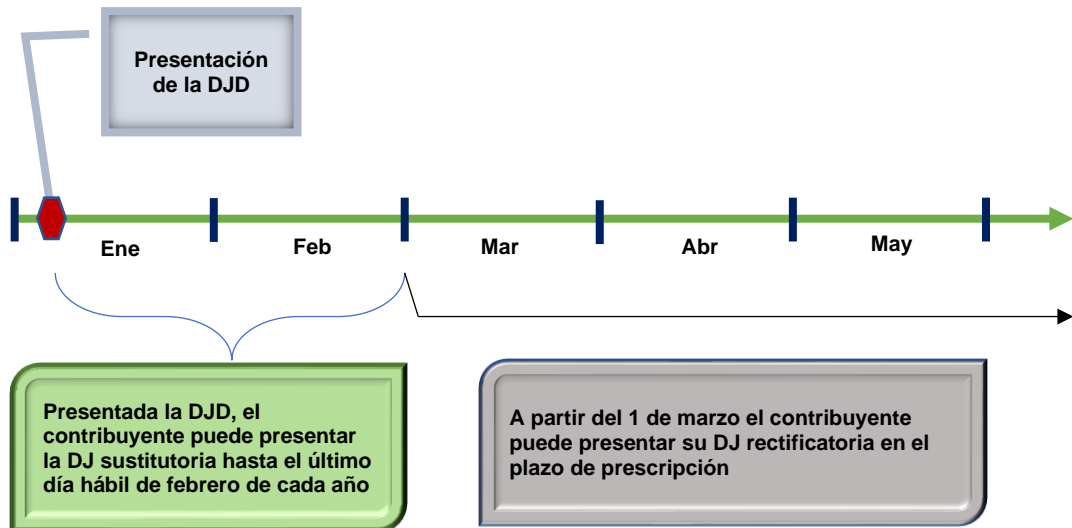 Presentación
de la DJD
Ene
Feb
Mar
Abr
May
Presentada la DJD, el
contribuyente puede presentar
la DJ sustitutoria hasta el último
día hábil de febrero de cada año
A partir del 1 de marzo el contribuyente
puede presentar su DJ rectificatoria en el
plazo de prescripción